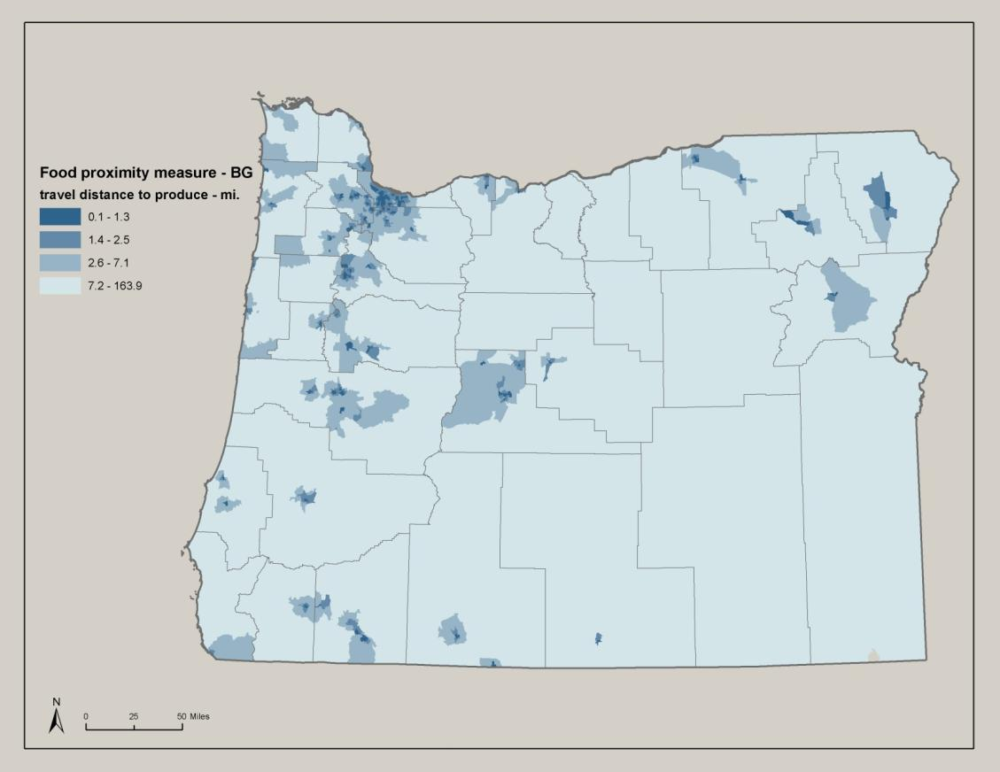 Food proximity measure - BG
travel distance to produce - mi.
0.1 - 1.3
1.4 - 2.5
2.6 - 7.1
7.2 - 163.9
N
0 25 50 Miles